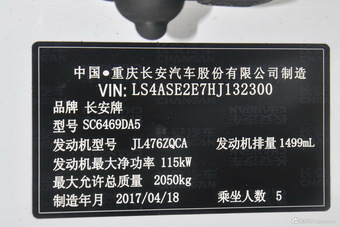 中国●重庆长安汽车股份有限公司制造
VIN: LS4ASE2E7HJ132300
品牌 长安牌
型号 SC6469DA5
发动机型号 JL476ZQCA 发动机排量 1499mL
发动机最大净功率 115kW
最大允许总质量 2050kg
制造年月 2017/04/18 乘坐人数 5